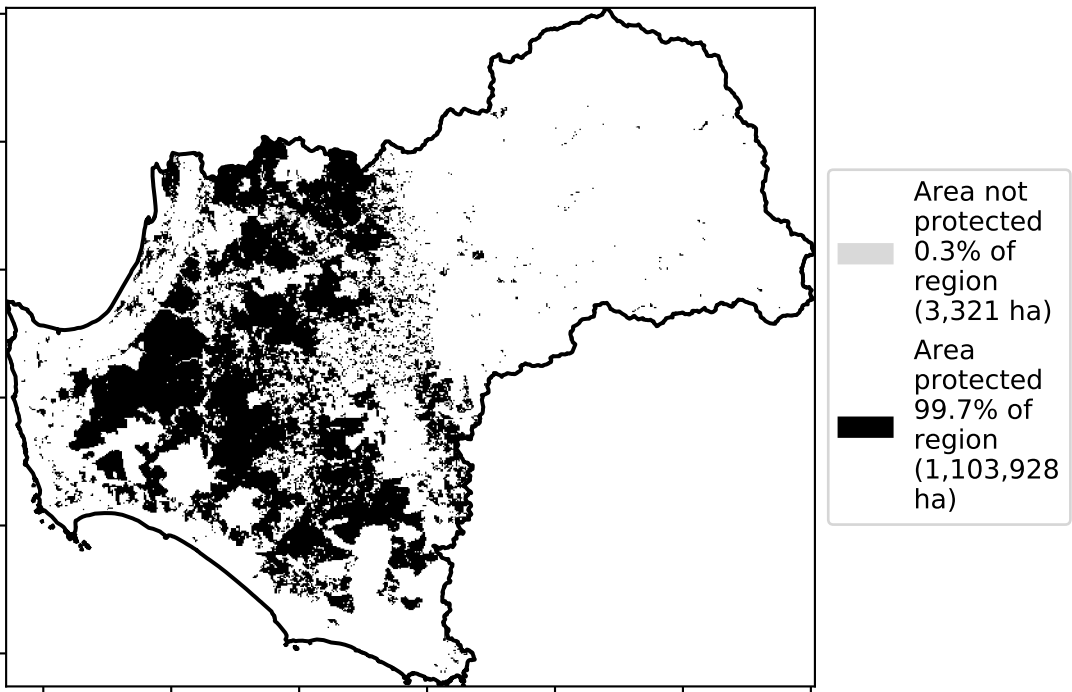 Area not
protected
0.3% of
region
(3,321 ha)
Area
protected
99.7% of
region
(1,103,928
ha)